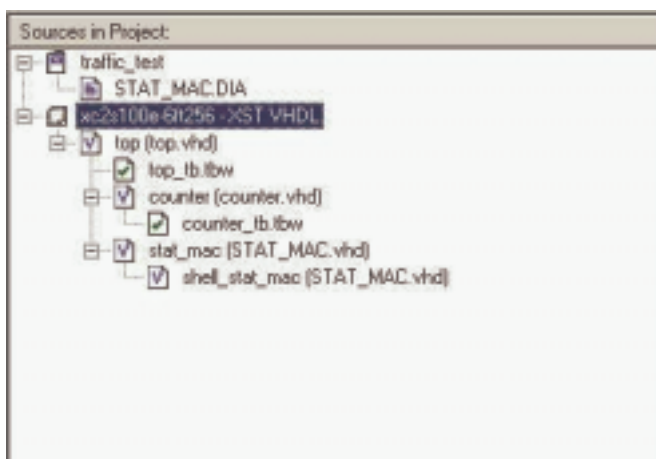 Sources in Project:
traffic_test
STAT_MAC.DIA
xc2s100e-6ft256 - XST VHDL
top (top.vhd)
top_tb.tbw
counter (counter.vhd)
counter_tb.tbw
stat_mac (STAT_MAC.vhd)
shell_stat_mac (STAT_MAC.vhd)